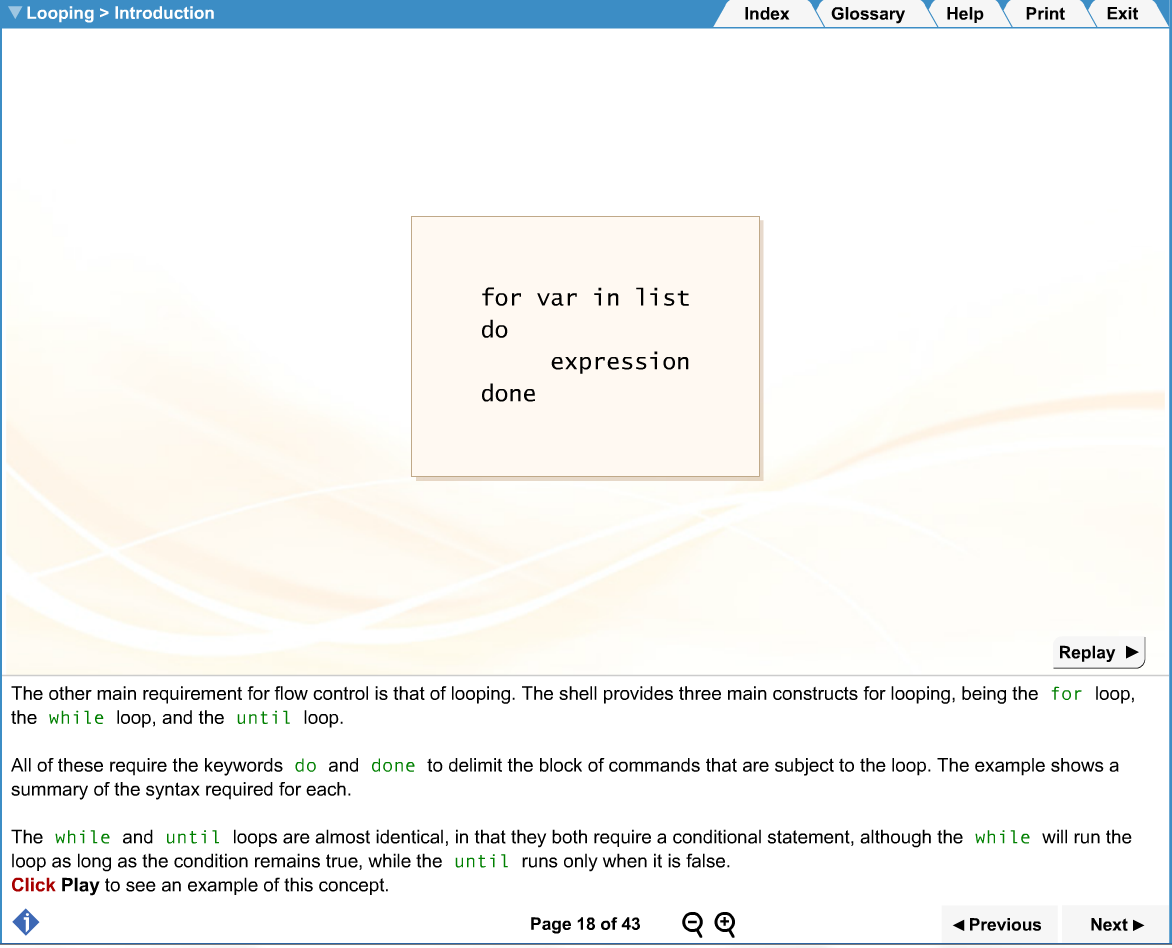 Looping > Introduction
Index
Glossary
Help
Print
Exit
for var in list
do
expression
done
Replay
The other main requirement for flow control is that of looping. The shell provides three main constructs for looping, being the for loop,
the while loop, and the until loop.
All of these require the keywords do and done to delimit the block of commands that are subject to the loop. The example shows a
summary of the syntax required for each.
The while and until loops are almost identical, in that they both require a conditional statement, although the while will run the
loop as long as the condition remains true, while the until runs only when it is false.
Click Play to see an example of this concept.
i
Page 18 of 43
Previous
Next